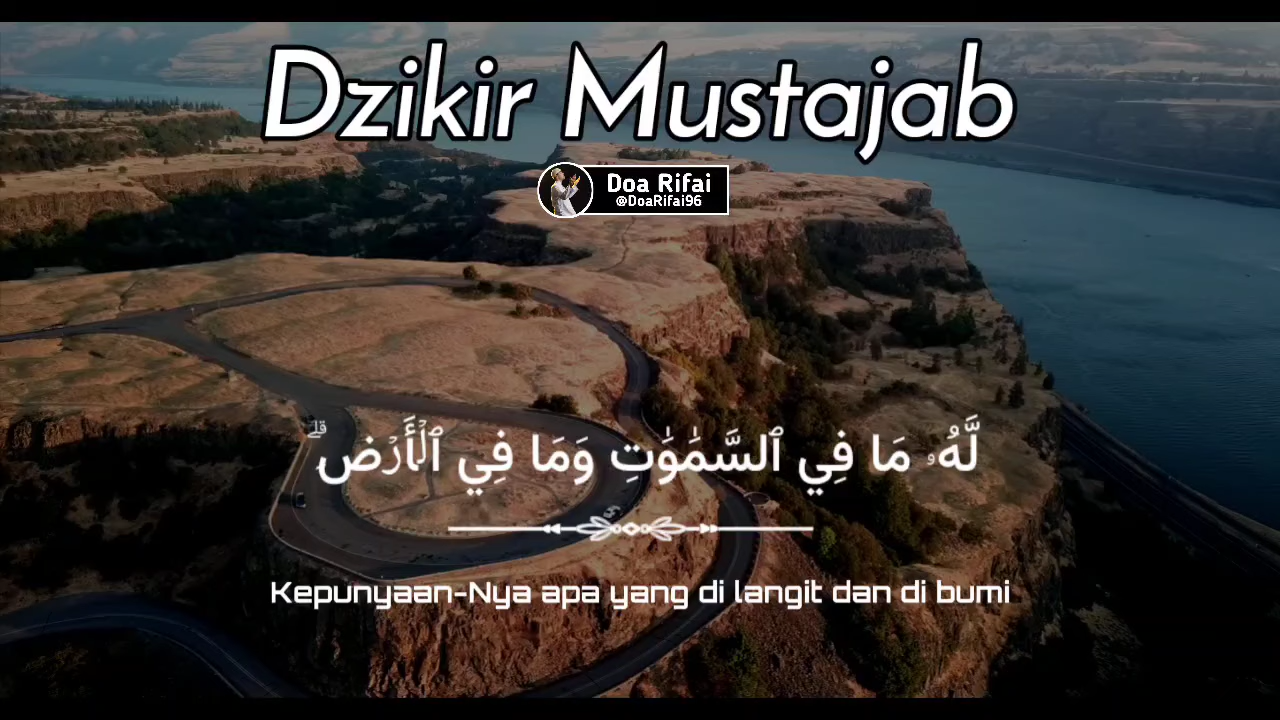 Dzikir Mustajab
Doa Rifai
@DoaRifai96
لَّهُۥ مَا فِي ٱلسَّمَٰوَٰتِ وَمَا فِي ٱلۡأَرۡضِۗ
Kepunyaan-Nya apa yang di langit dan di bumi